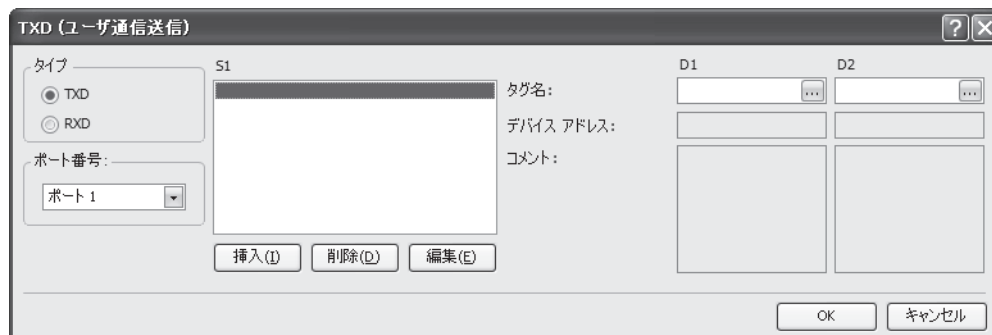 TXD (ユーザ通信送信)
タイプ
TXD
RXD
ポート番号:
ポート 1
S1
挿入(I)
削除(D)
編集(E)
D1
D2
タグ名:
...
...
デバイス アドレス:
コメント:
OK
キャンセル